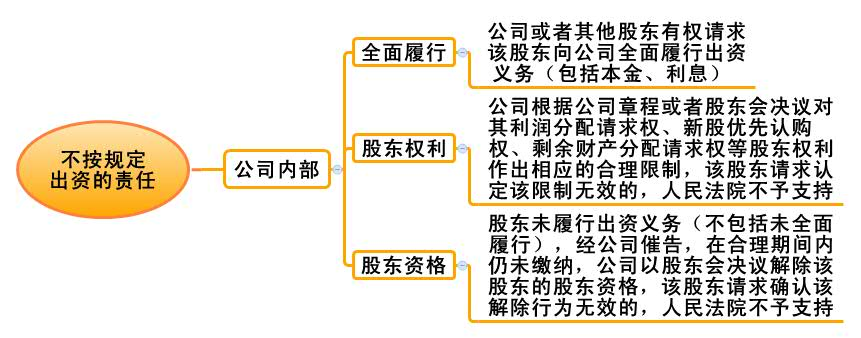 不按规定
出资的责任
公司内部
全面履行
公司或者其他股东有权请求
该股东向公司全面履行出资
义务（包括本金、利息）
股东权利
公司根据公司章程或者股东会决议对
其利润分配请求权、新股优先认购
权、剩余财产分配请求权等股东权利
作出相应的合理限制，该股东请求认
定该限制无效的，人民法院不予支持
股东资格
股东未履行出资义务（不包括未全面
履行），经公司催告，在合理期间内
仍未缴纳，公司以股东会决议解除该
股东的股东资格，该股东请求确认该
解除行为无效的，人民法院不予支持